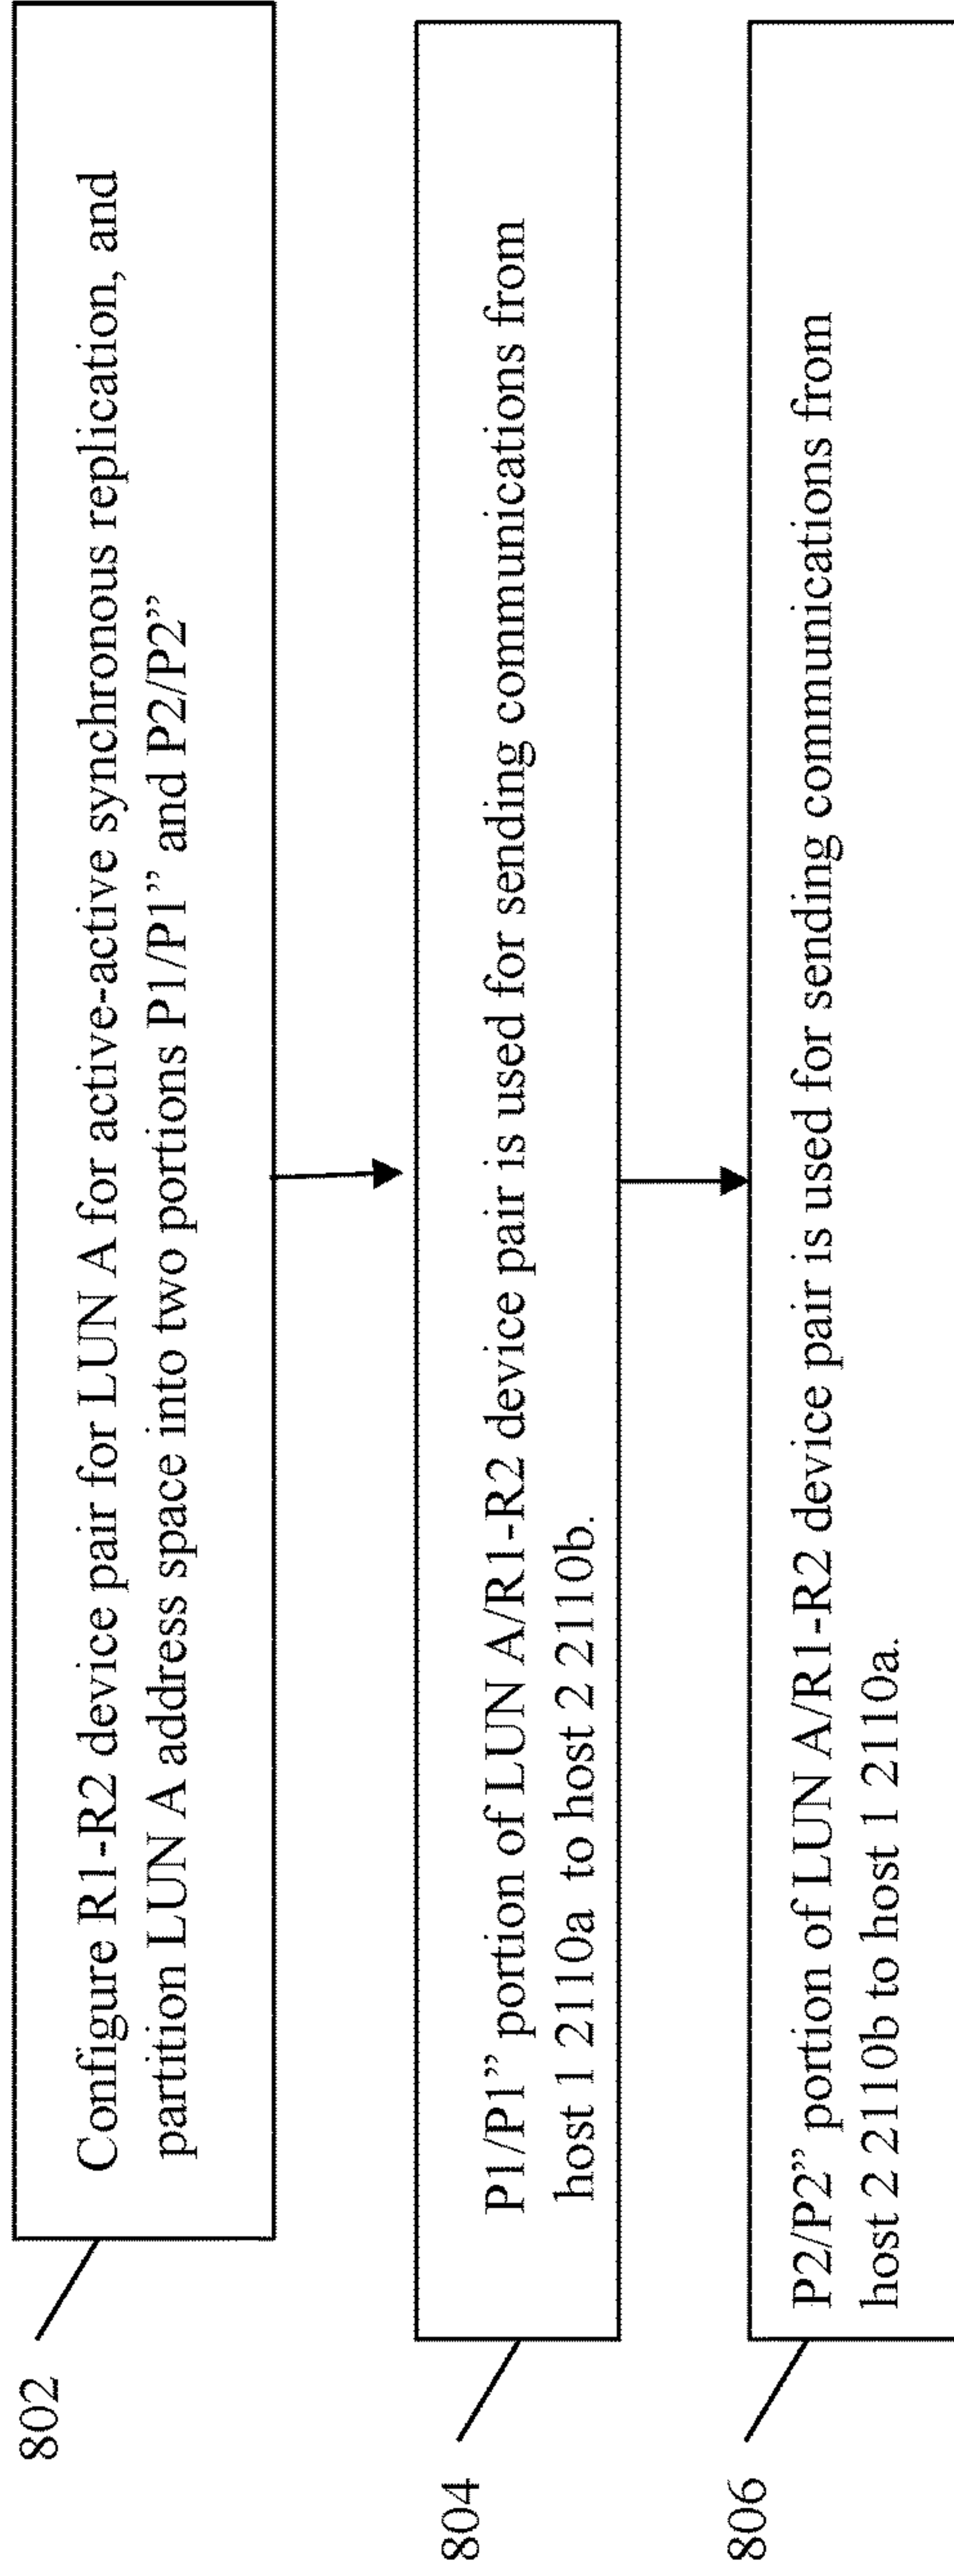 802
Configure R1-R2 device pair for LUN A for active-active synchronous replication, and
partition LUN A address space into two portions P1/P1” and P2/P2”
804
P1/P1” portion of LUN A/R1-R2 device pair is used for sending communications from
host 1 2110a to host 2 2110b.
806
P2/P2” portion of LUN A/R1-R2 device pair is used for sending communications from
host 2 2110b to host 1 2110a.